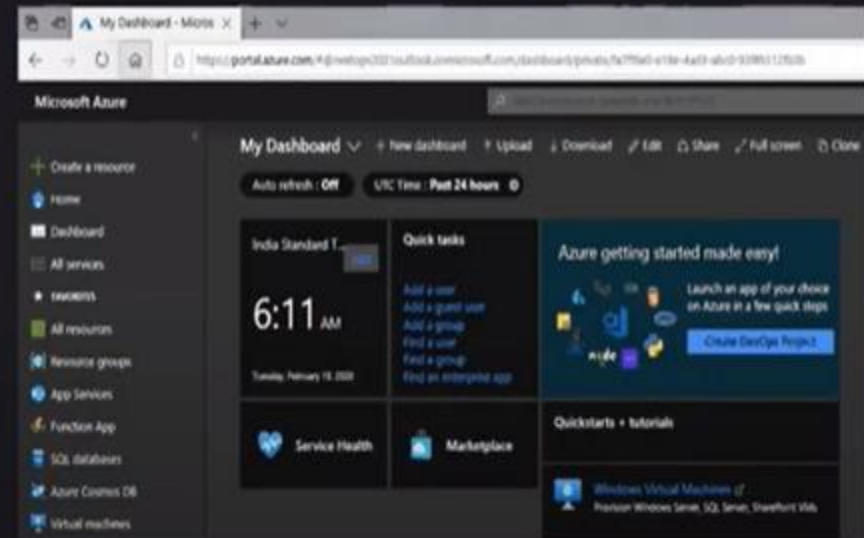 My Dashboard - Micros
Microsoft Azure
My Dashboard
+ New dashboard
Upload
Download
Edit
Share
Full screen
Clone
Auto refresh : Off
UTC Time : Past 24 hours
+ Create a resource
Home
Dashboard
All services
FAVORITES
All resources
Resource groups
App Services
Function App
SQL databases
Azure Cosmos DB
Virtual machines
India Standard T...
6:11 AM
Quick tasks
Add a user
Add a guest user
Add a group
Find a user
Find a group
Find an enterprise app
Azure getting started made easy!
Launch an app of your choice
on Azure in a few quick steps
Create DevOps Project
node
Service Health
Marketplace
Quickstarts + tutorials
Windows Virtual Machines
Provision Windows Server, SQL Server, SharePoint VMs